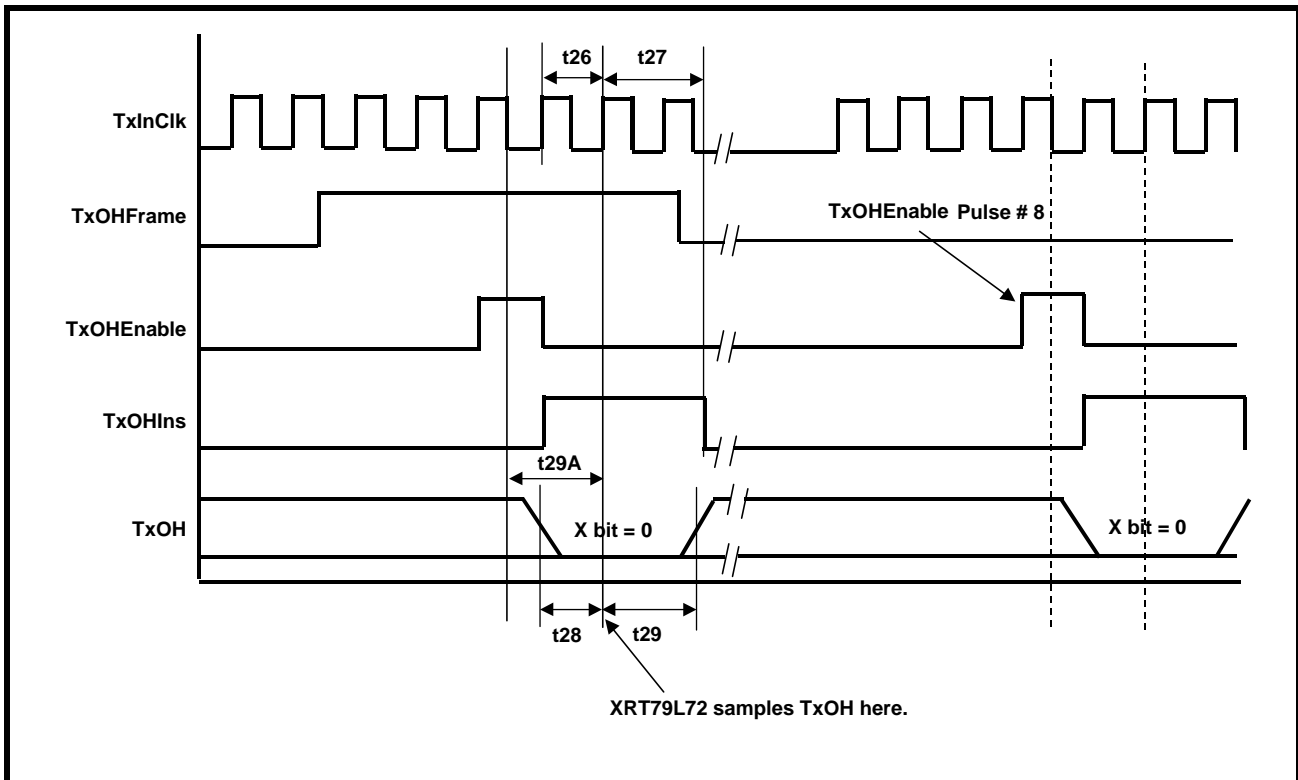 t26
t27
TxInClk
TxOHFrame
TxOHEnable Pulse # 8
TxOHEnable
TxOHIns
t29A
TxOH
X bit = 0
X bit = 0
t28
t29
XRT79L72 samples TxOH here.